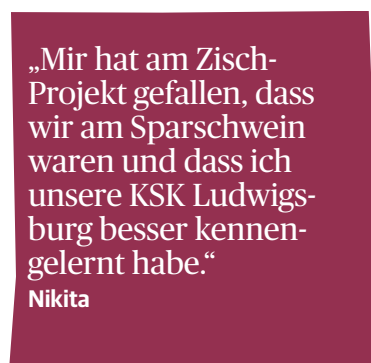 „Mir hat am Zisch-
Projekt gefallen, dass
wir am Sparschwein
waren und dass ich
unsere KSK Ludwigs-
burg besser kennen-
gelernt habe.“
Nikita